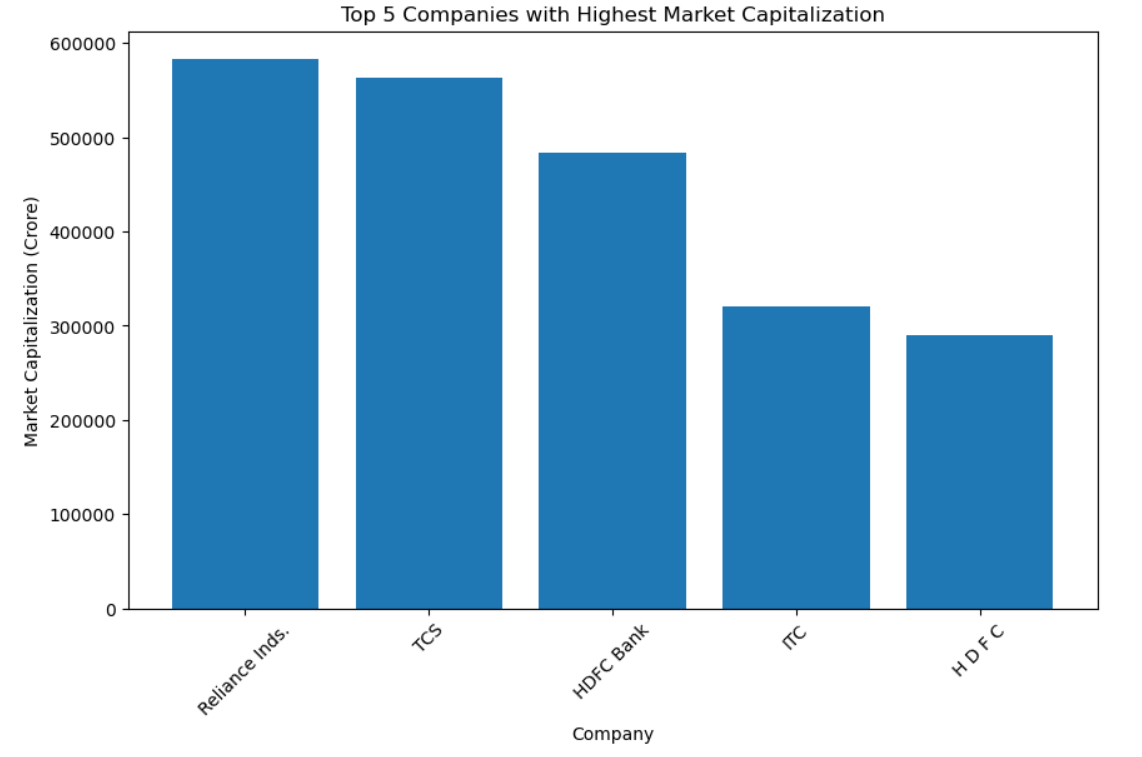 Top 5 Companies with Highest Market Capitalization
Market Capitalization (Crore)
600000
500000
400000
300000
200000
100000
0
Reliance Inds.
TCS
HDFC Bank
ITC
H D F C
Company